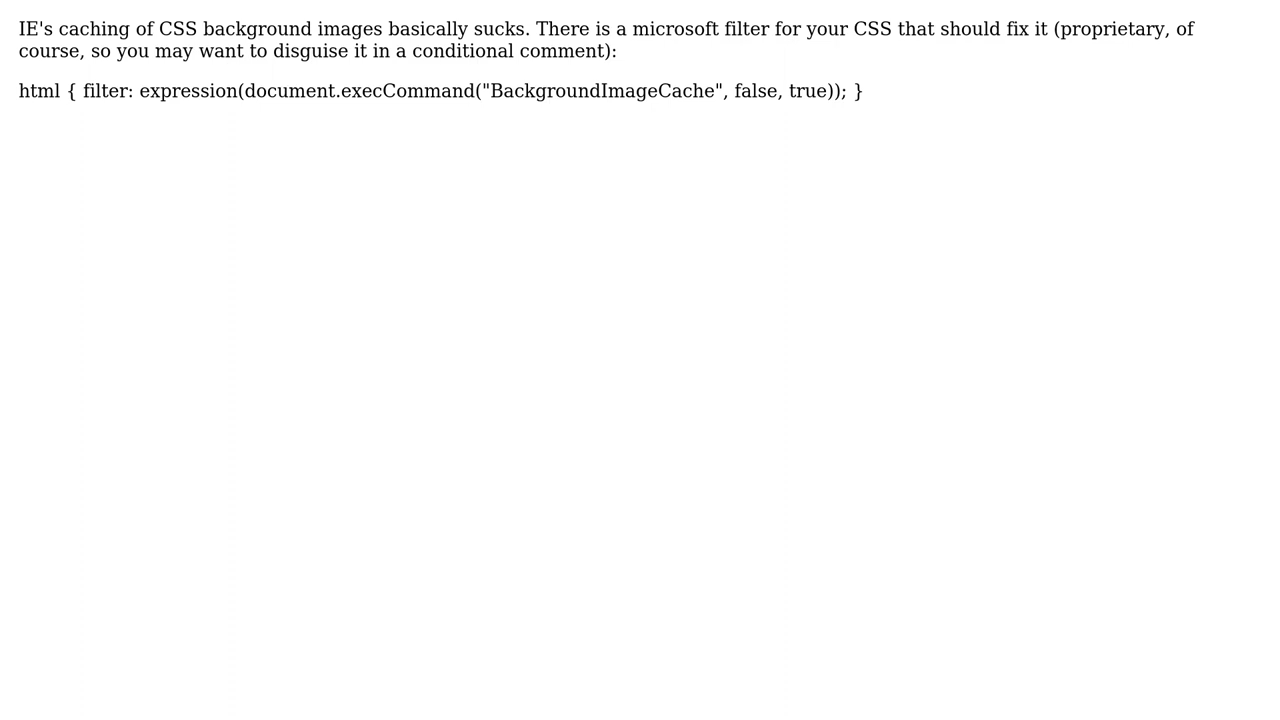 IE's caching of CSS background images basically sucks. There is a microsoft filter for your CSS that should fix it (proprietary, of
course, so you may want to disguise it in a conditional comment):
html { filter: expression(document.execCommand("BackgroundImageCache", false, true)); }